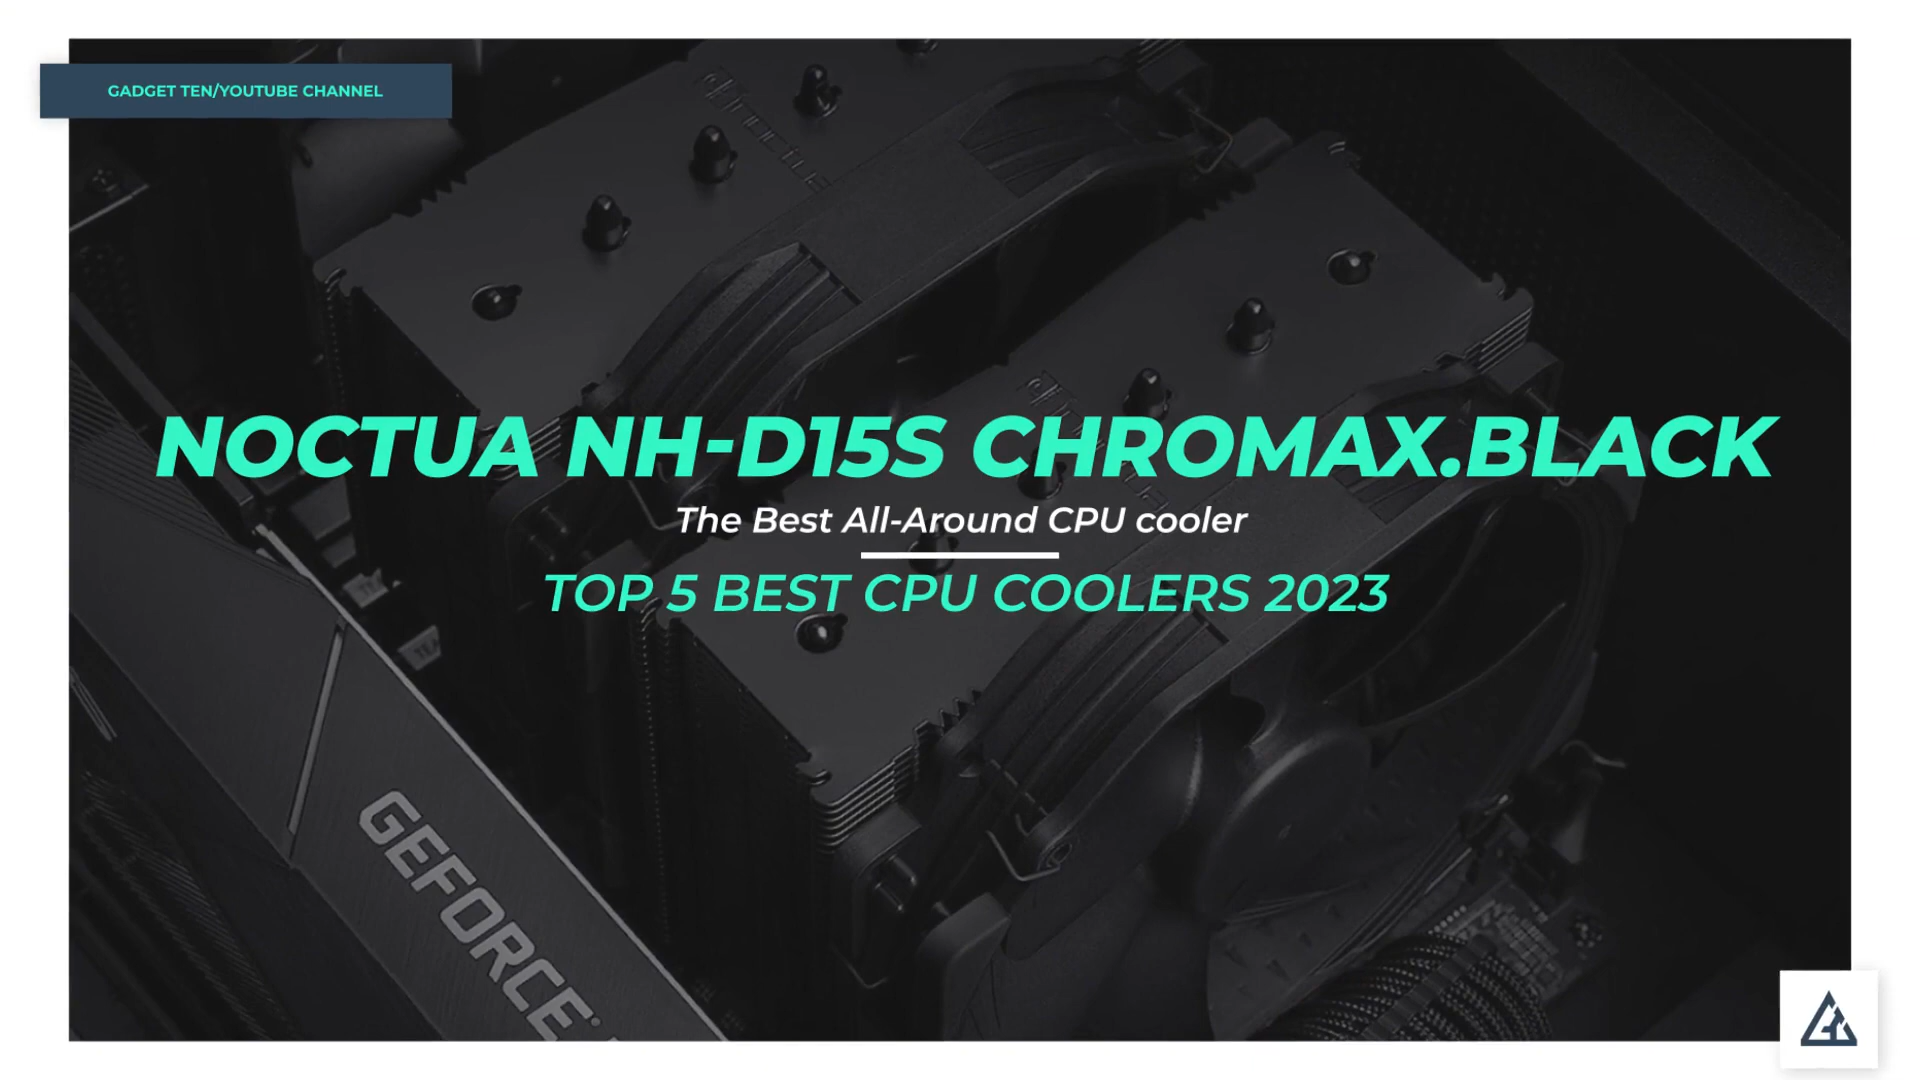 GADGET TEN/YOUTUBE CHANNEL
noctua
NOCTUA NH-D15S CHROMAX.BLACK
The Best All-Around CPU cooler
TOP 5 BEST CPU COOLERS 2023
GEFORCE